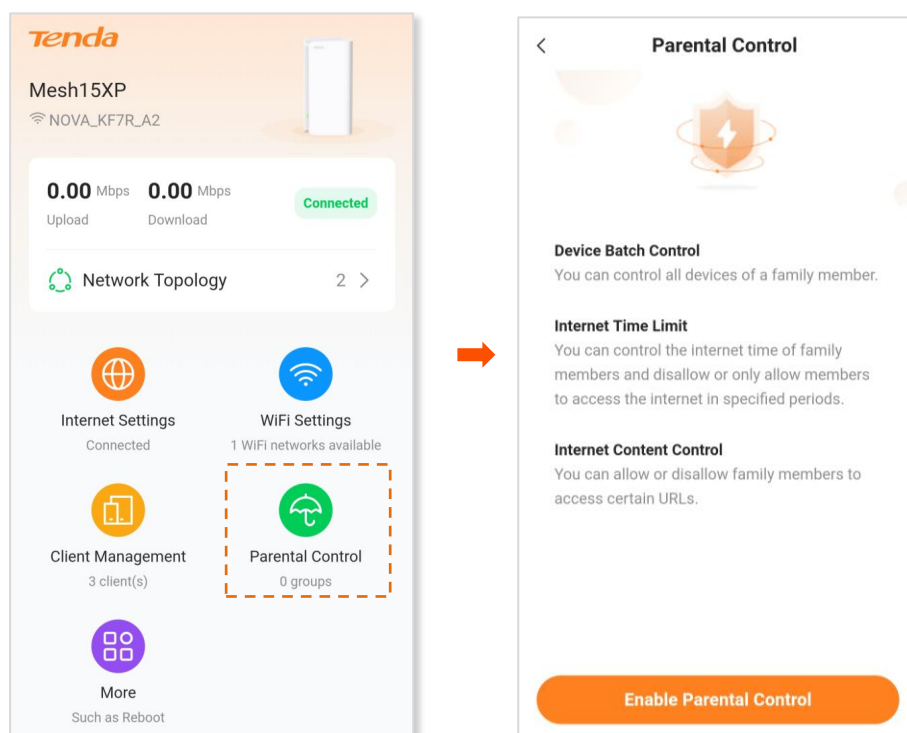 Tenda
Mesh15XP
NOVA_KF7R_A2
0.00 Mbps 0.00 Mbps
Upload Download
Connected
Network Topology 2
Internet Settings
Connected
WiFi Settings
1 WiFi networks available
Client Management
3 client(s)
Parental Control
0 groups
More
Such as Reboot
Parental Control
Device Batch Control
You can control all devices of a family member.
Internet Time Limit
You can control the internet time of family
members and disallow or only allow members
to access the internet in specified periods.
Internet Content Control
You can allow or disallow family members to
access certain URLs.
Enable Parental Control